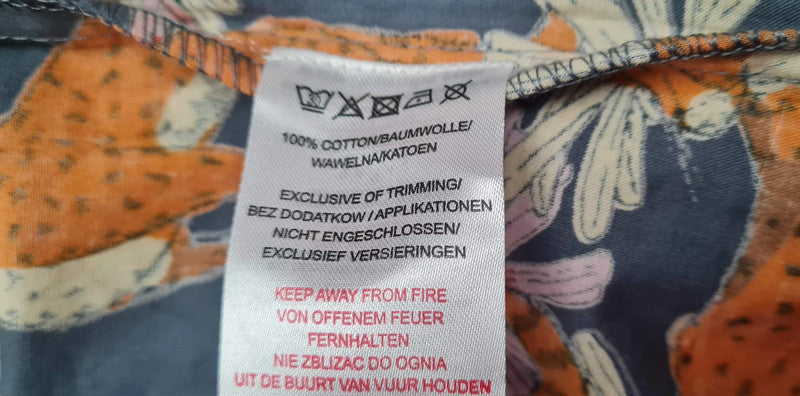 100% COTTON/BAUMWOLLE/
WAWELNA/KATOEN
EXCLUSIVE OF TRIMMING/
BEZ DODATKOW / APPLIKATIONEN
NICHT ENGESCHLOSSEN/
EXCLUSIEF VERSIERINGEN
KEEP AWAY FROM FIRE
VON OFFENEM FEUER
FERNHALTEN
NIE ZBLIZAC DO OGNIA
UIT DE BUURT VAN VUUR HOUDEN